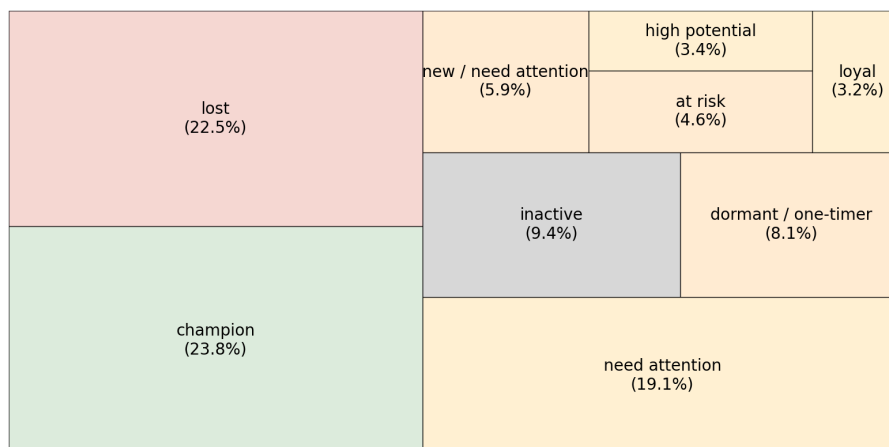 lost
(22.5%)
champion
(23.8%)
new / need attention
(5.9%)
high potential
(3.4%)
at risk
(4.6%)
loyal
(3.2%)
inactive
(9.4%)
dormant / one-timer
(8.1%)
need attention
(19.1%)